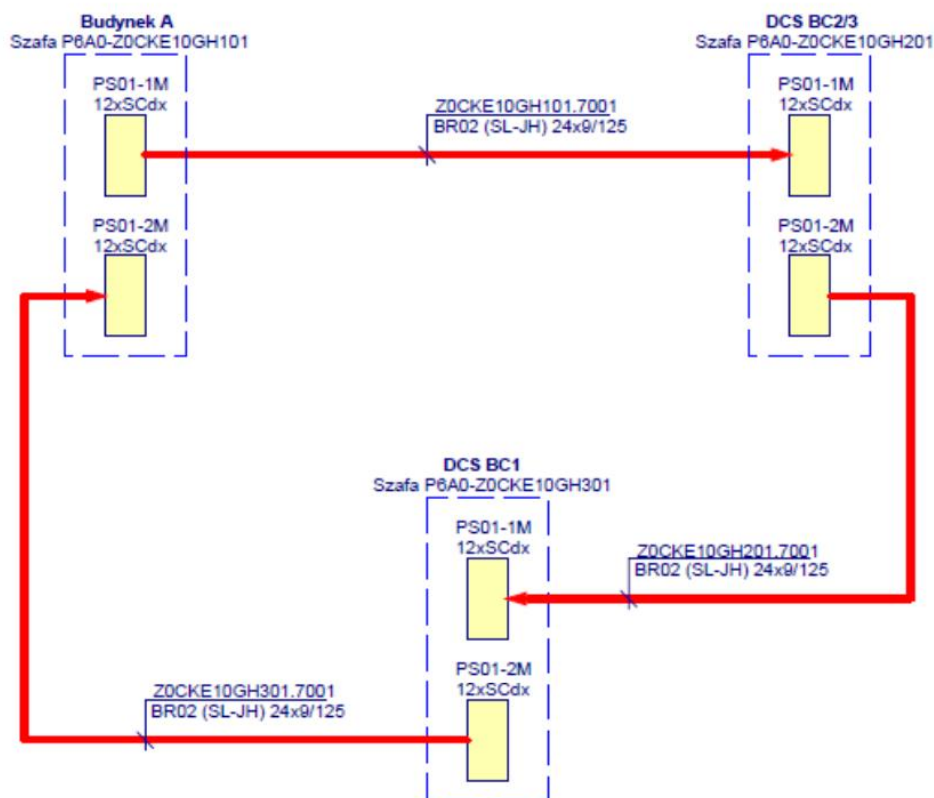 Budynek A
Szafa P6A0-Z0CKE10GH101
PS01-1M
12xSCdx
PS01-2M
12xSCdx
Z0CKE10GH101.7001
BR02 (SL-JH) 24x9/125
DCS BC2/3
Szafa P6A0-Z0CKE10GH201
PS01-1M
12xSCdx
PS01-2M
12xSCdx
DCS BC1
Szafa P6A0-Z0CKE10GH301
PS01-1M
12xSCdx
Z0CKE10GH201.7001
BR02 (SL-JH) 24x9/125
PS01-2M
12xSCdx
Z0CKE10GH301.7001
BR02 (SL-JH) 24x9/125